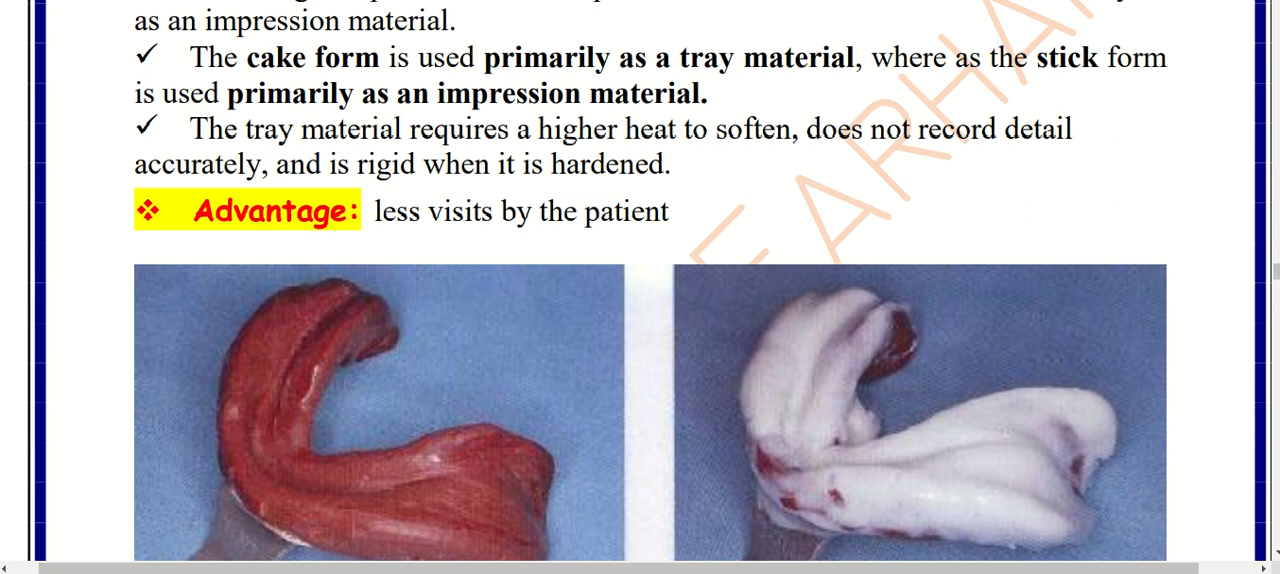 as an impression material.
✓ The cake form is used primarily as a tray material, where as the stick form
is used primarily as an impression material.
✓ The tray material requires a higher heat to soften, does not record detail
accurately, and is rigid when it is hardened.
❖ Advantage: less visits by the patient